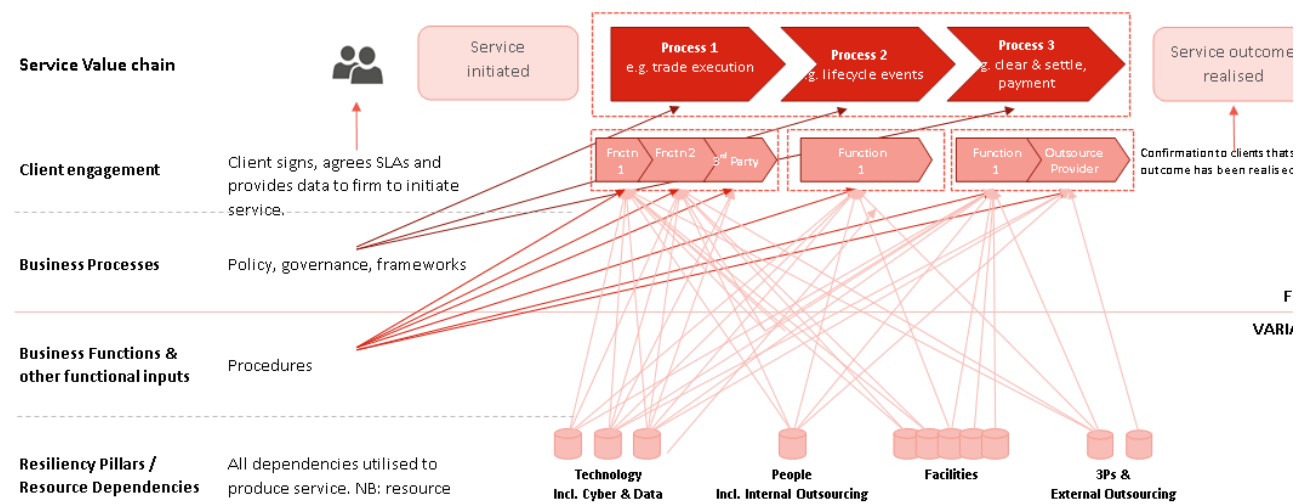 Service Value chain
Service
initiated
Process 1
e.g. trade execution
Process 2
e.g. lifecycle events
Process 3
e.g. clear & settle,
payment
Service outcome
realised
Client engagement
Client signs, agrees SLAs and
provides data to firm to initiate
service.
Fnctn
1
Fnctn 2
3rd Party
Function
1
Function
1
Outsource
Provider
Confirmation to clients thats
outcome has been realised
Business Processes
Policy, governance, frameworks
F
VARIA
Business Functions &
other functional inputs
Procedures
Resiliency Pillars /
Resource Dependencies
All dependencies utilised to
produce service. NB: resource
Technology
Incl. Cyber & Data
People
Incl. Internal Outsourcing
Facilities
3Ps &
External Outsourcing